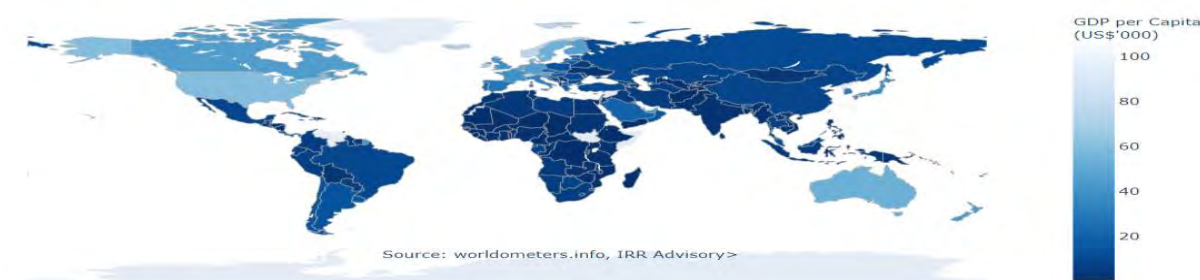 GDP per Capita
(US$'000)
100
80
60
40
20
Source: worldometers.info, IRR Advisory>